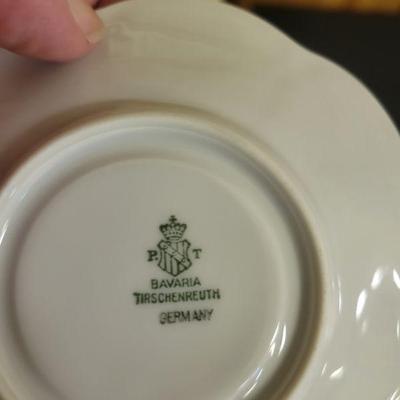 P. T
BAVARIA
TIRSCHENREUTH
GERMANY